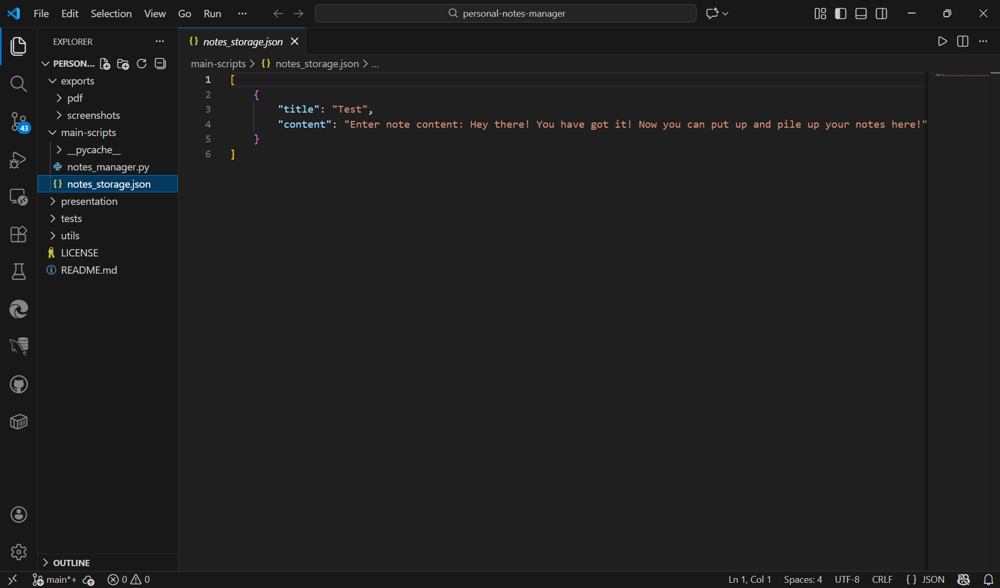 File Edit Selection View Go Run ··· personal-notes-manager
EXPLORER ···
PERSON...
exports
pdf
screenshots
main-scripts
__pycache__
notes_manager.py
notes_storage.json
presentation
tests
utils
LICENSE
README.md
OUTLINE
43
{} notes_storage.json
main-scripts > {} notes_storage.json > ...
1 [
2 {
3 "title": "Test",
4 "content": "Enter note content: Hey there! You have got it! Now you can put up and pile up your notes here!"
5 }
6 ]
main*+ 0 0 Ln 1, Col 1 Spaces: 4 UTF-8 CRLF {} JSON